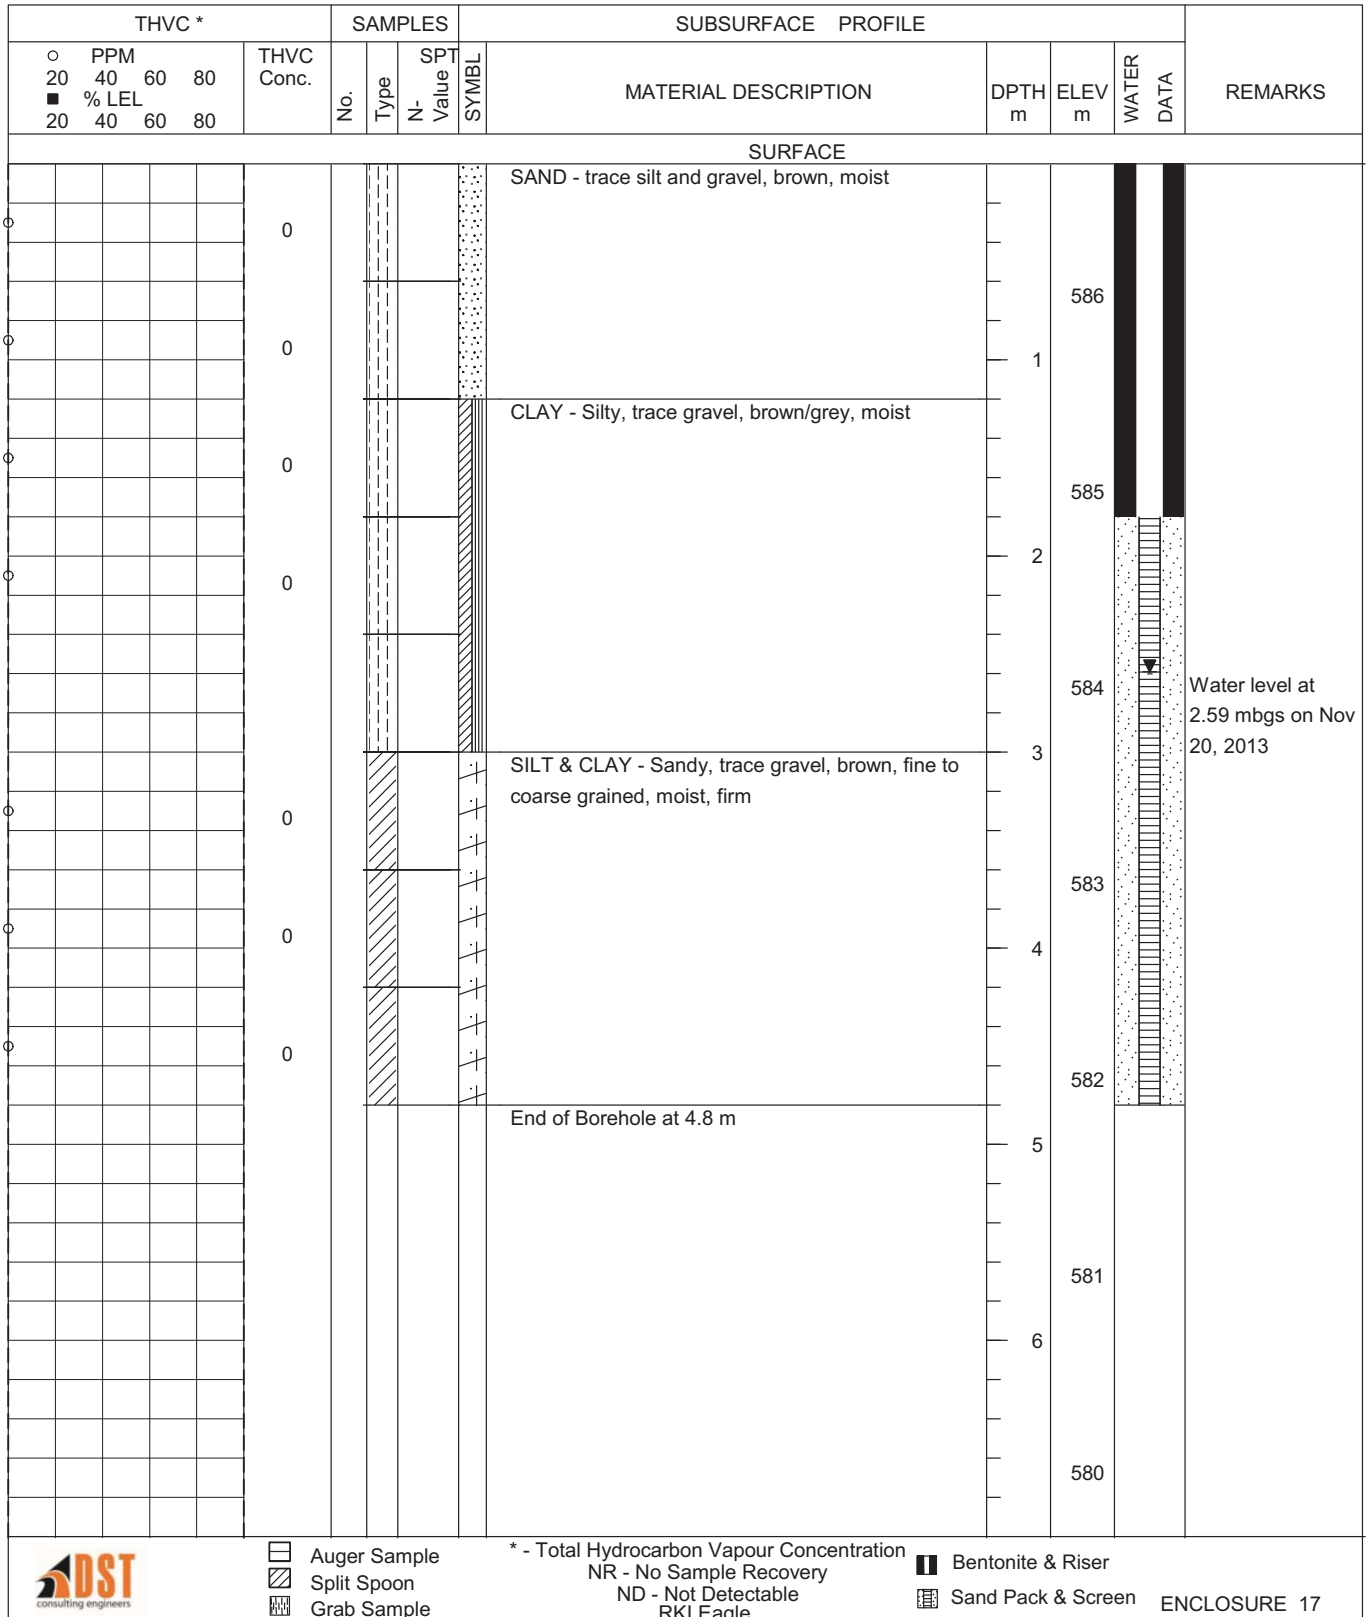 THVC *
SAMPLES
SUBSURFACE PROFILE
PPM
20 40 60 80
% LEL
20 40 60 80
THVC
Conc.
No.
Type
SPT
N-
Value
SYMBL
MATERIAL DESCRIPTION
DPTH
m
ELEV
m
WATER
DATA
REMARKS
SURFACE
SAND - trace silt and gravel, brown, moist
0
586
0
1
CLAY - Silty, trace gravel, brown/grey, moist
0
585
2
0
584
Water level at
2.59 mbgs on Nov
20, 2013
3
SILT & CLAY - Sandy, trace gravel, brown, fine to
coarse grained, moist, firm
0
583
0
4
0
582
End of Borehole at 4.8 m
5
581
6
580
DST
consulting engineers
Auger Sample
Split Spoon
Grab Sample
* - Total Hydrocarbon Vapour Concentration
NR - No Sample Recovery
ND - Not Detectable
RKI Eagle
Bentonite & Riser
Sand Pack & Screen
ENCLOSURE 17